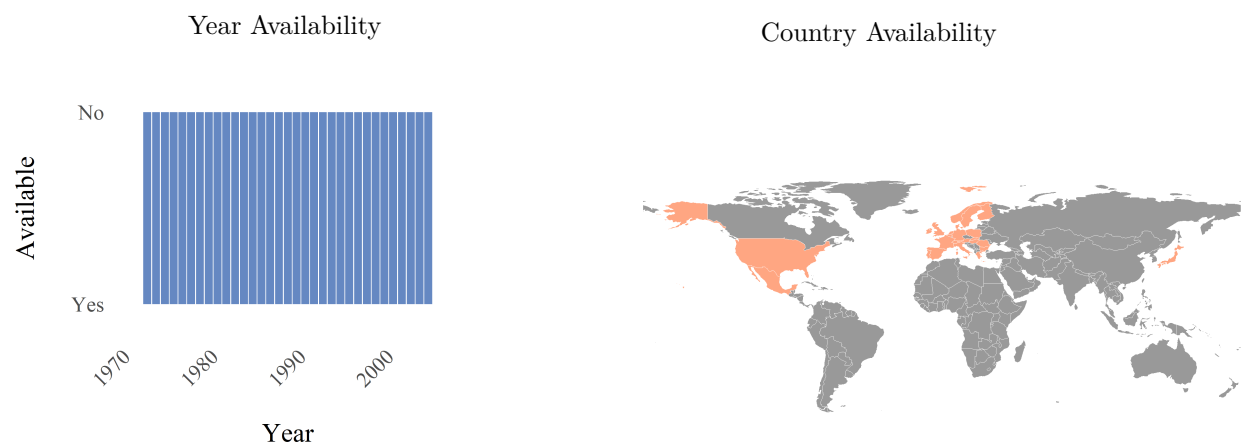 Year Availability
No
Available
Yes
1970
1980
1990
2000
Year
Country Availability